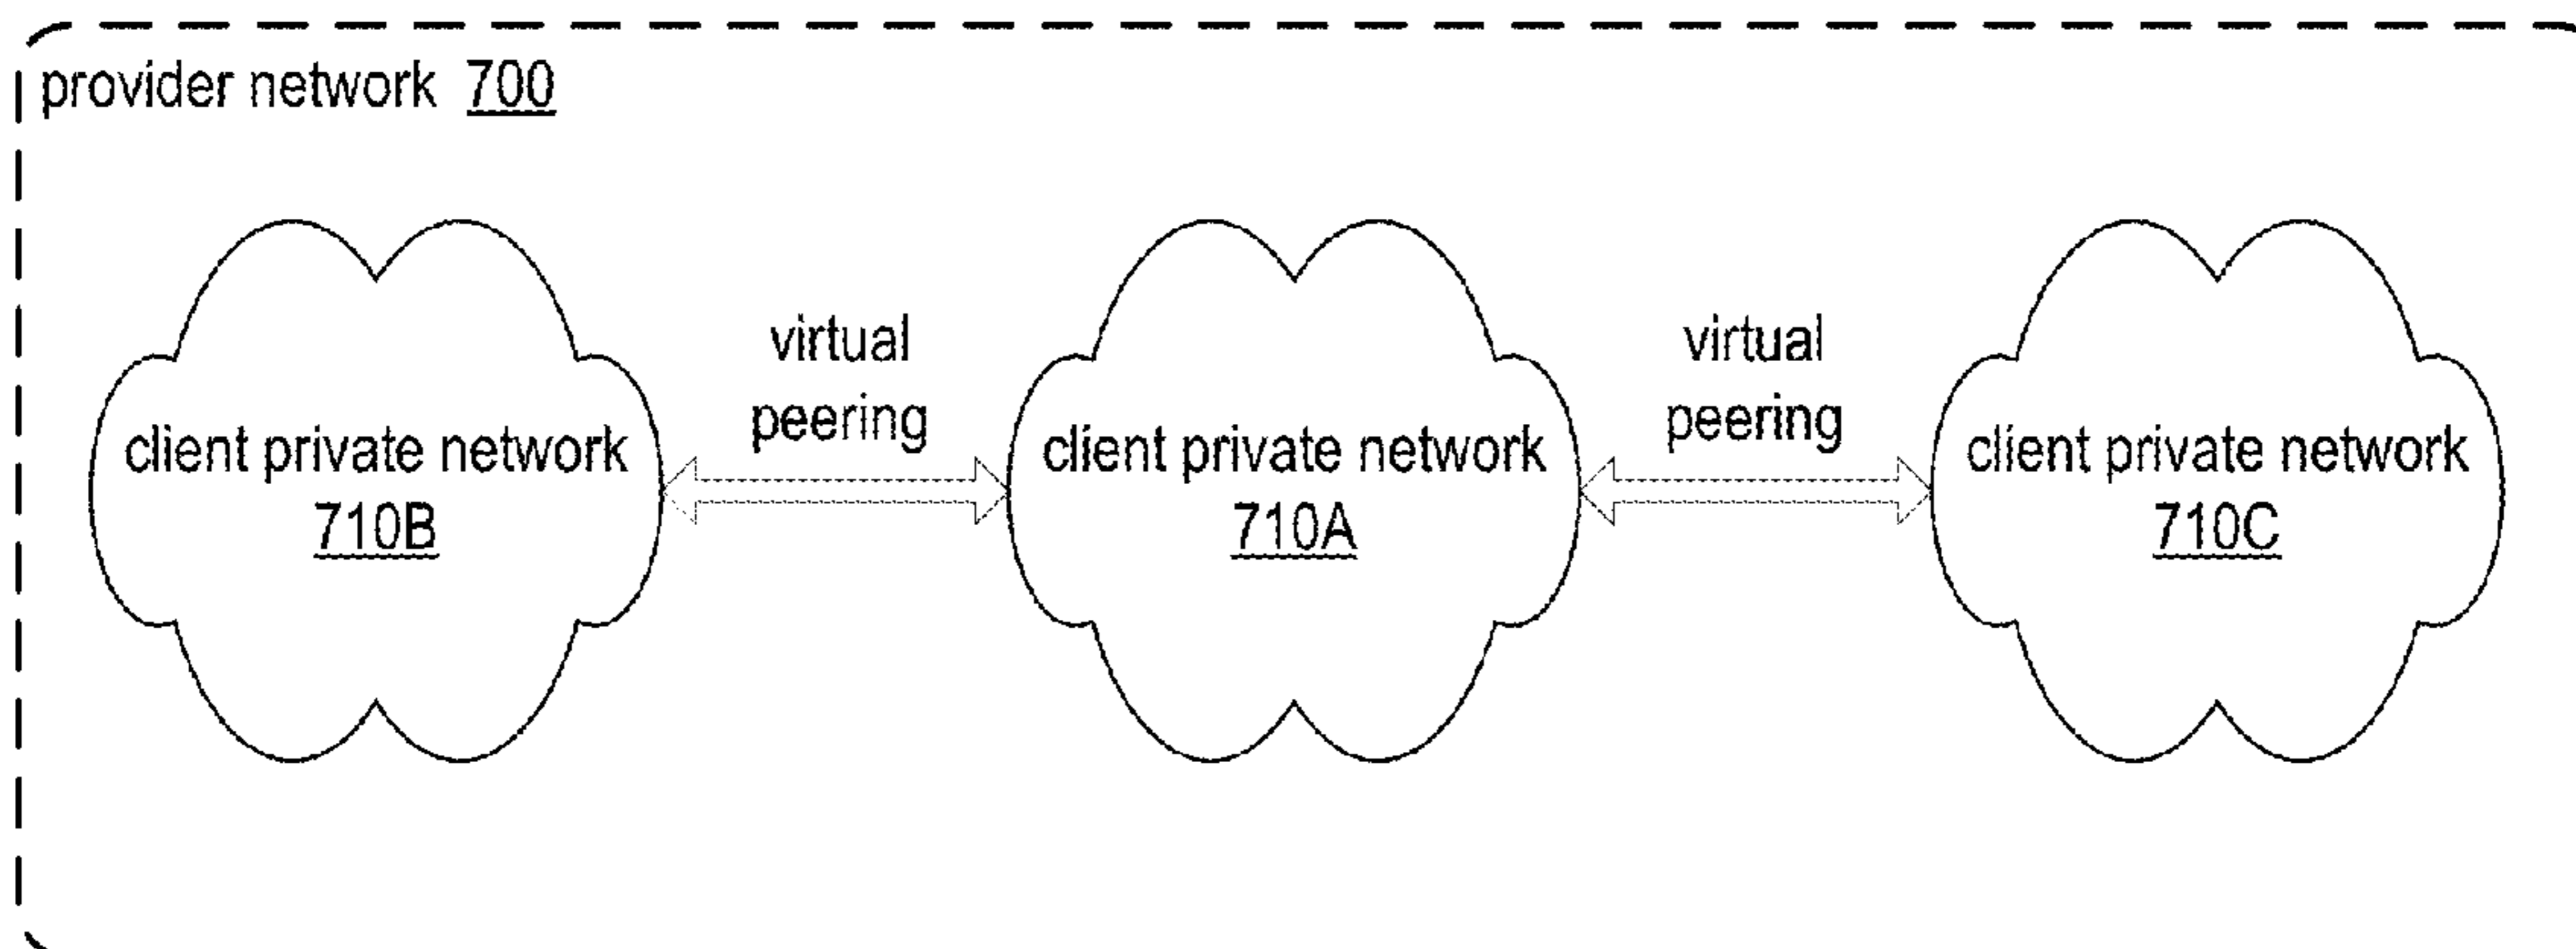 provider network 700
virtual
peering
virtual
peering
client private network
710B
client private network
710A
client private network
710C